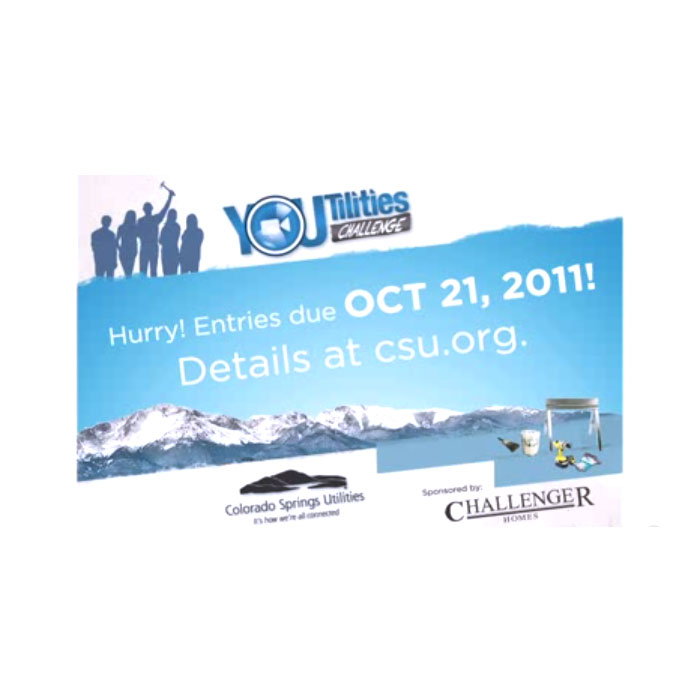 YOUTilities
CHALLENGE
Hurry! Entries due OCT 21, 2011!
Details at csu.org.
Colorado Springs Utilities
It's how we're all connected
Sponsored by:
CHALLENGER
HOMES